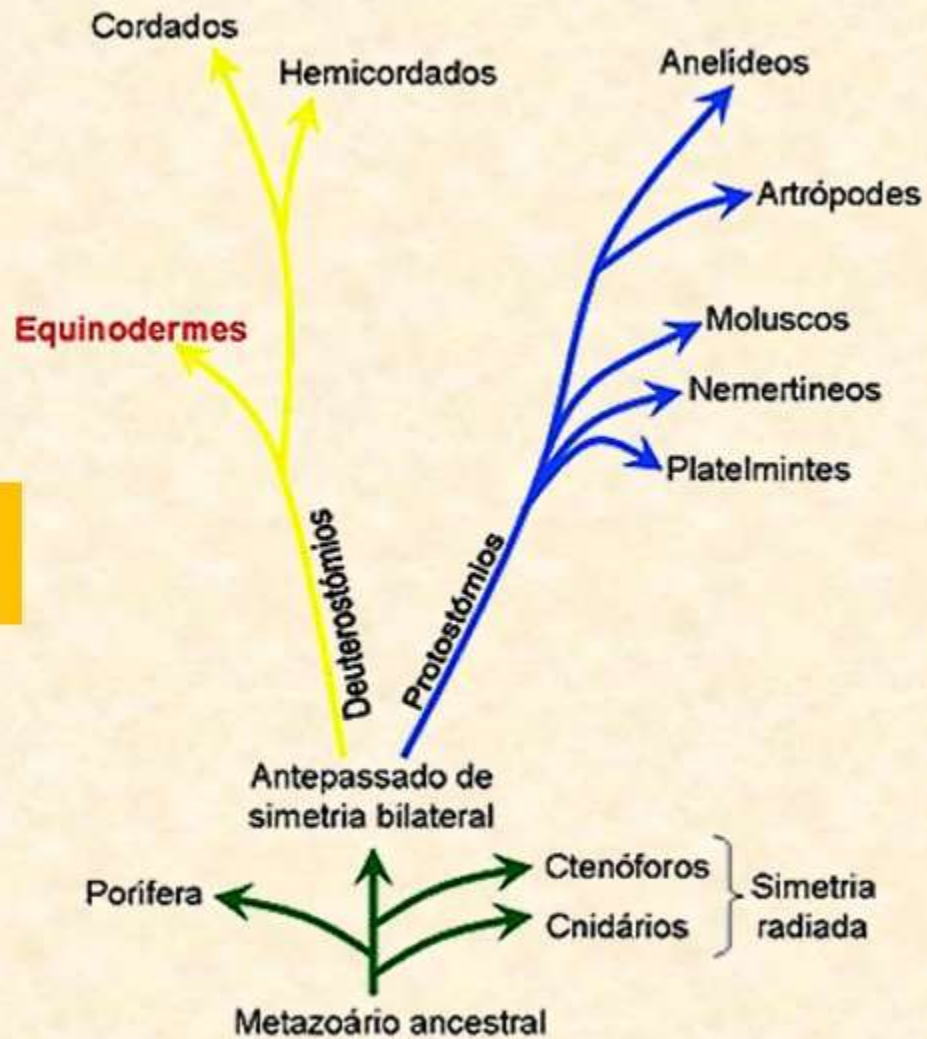 Cordados
Hemicordados
Anelídeos
Artrópodes
Equinodermes
Moluscos
Nemertíneos
Platelmintes
Deuterostómios
Protostómios
Antepassado de
simetria bilateral
Porífera
Ctenóforos
Cnidários
Simetria
radiada
Metazoário ancestral